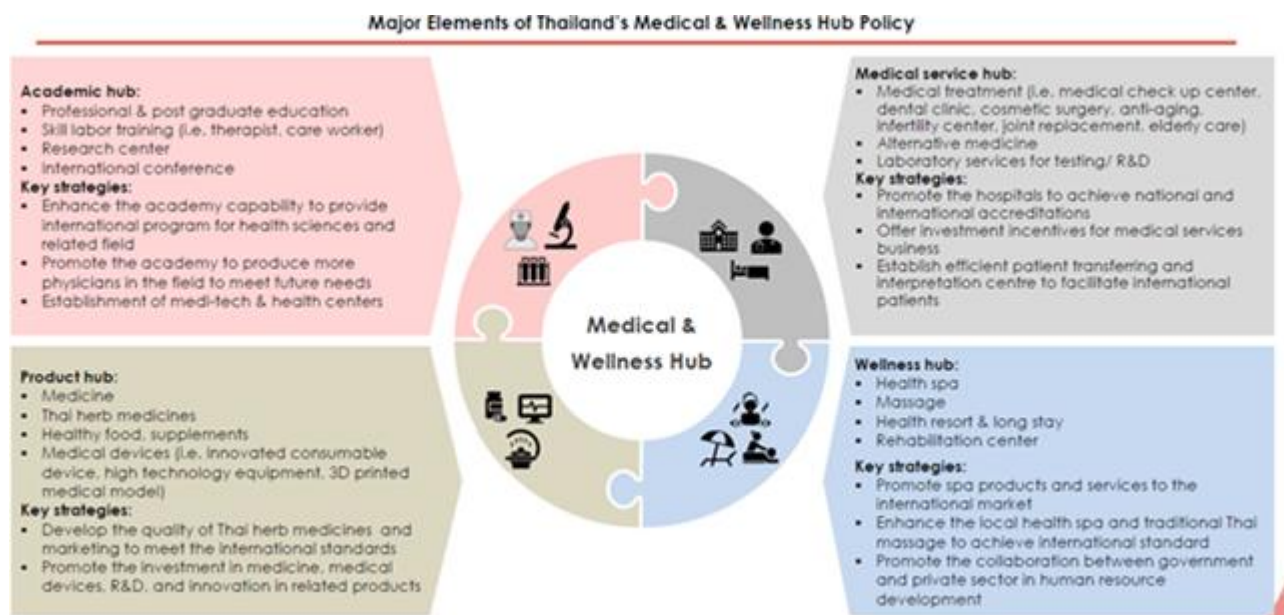 Major Elements of Thailand's Medical & Wellness Hub Policy
Academic hub:
▪ Professional & post graduate education
▪ Skill labor training (i.e. therapist, care worker)
▪ Research center
▪ International conference
Key strategies:
▪ Enhance the academy capability to provide
international program for health sciences and
related field
▪ Promote the academy to produce more
physicians in the field to meet future needs
▪ Establishment of medi-tech & health centers
Medical service hub:
▪ Medical treatment (i.e. medical check up center,
dental clinic, cosmetic surgery, anti-aging,
infertility center, joint replacement, elderly care)
▪ Alternative medicine
▪ Laboratory services for testing/ R&D
Key strategies:
▪ Promote the hospitals to achieve national and
international accreditations
▪ Offer investment incentives for medical services
business
▪ Establish efficient patient transferring and
interpretation centre to facilitate international
patients
Medical &
Wellness Hub
Product hub:
▪ Medicine
▪ Thai herb medicines
▪ Healthy food, supplements
▪ Medical devices (i.e. Innovated consumable
device, high technology equipment, 3D printed
medical model)
Key strategies:
▪ Develop the quality of Thai herb medicines and
marketing to meet the international standards
▪ Promote the investment in medicine, medical
devices, R&D, and innovation in related products
Wellness hub:
▪ Health spa
▪ Massage
▪ Health resort & long stay
▪ Rehabilitation center
Key strategies:
▪ Promote spa products and services to the
international market
▪ Enhance the local health spa and traditional Thai
massage to achieve international standard
▪ Promote the collaboration between government
and private sector in human resource
development